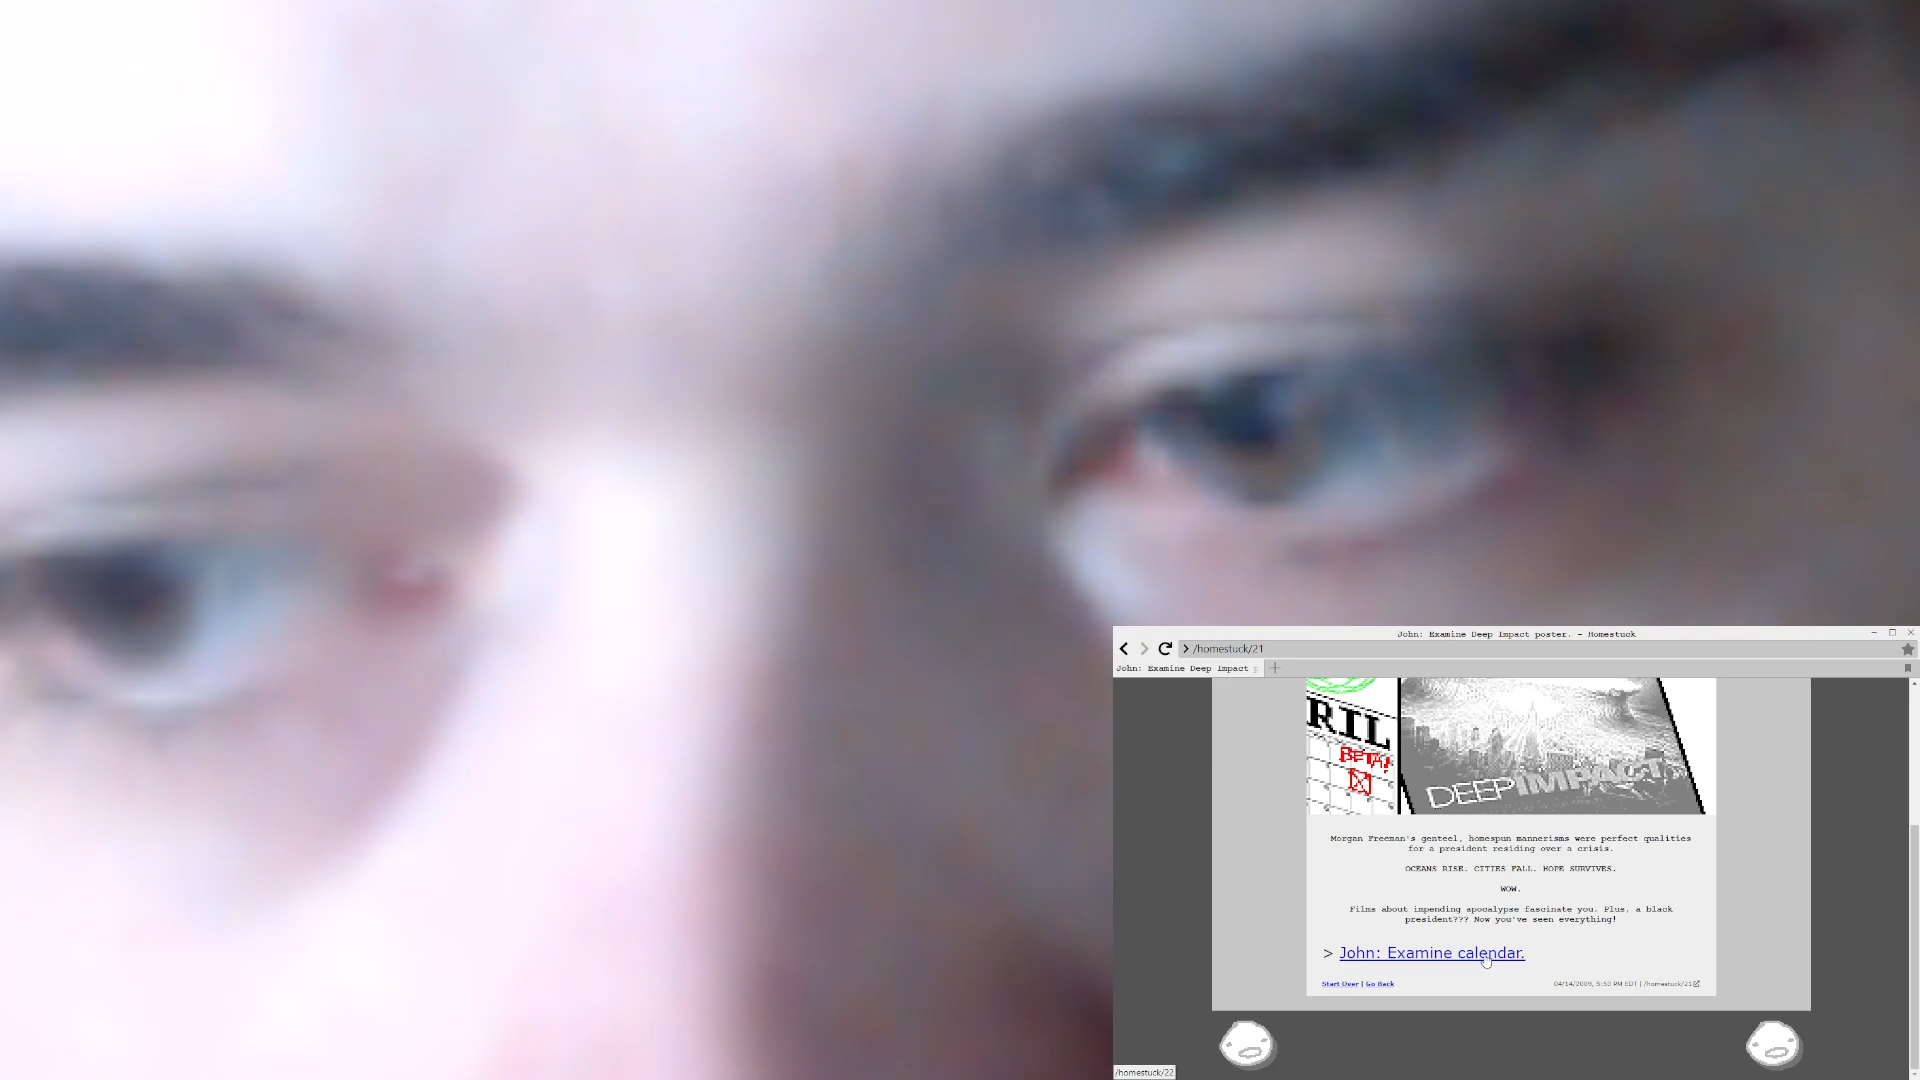 John: Examine Deep Impact poster. - Homestuck
/homestuck/21
John: Examine Deep Impact
RIL
BETA!
DEEP IMPACT
Morgan Freeman's genteel, homespun mannerisms were perfect qualities
for a president residing over a crisis.
OCEANS RISE. CITIES FALL. HOPE SURVIVES.
WOW.
Films about impending apocalypse fascinate you. Plus, a black
president??? Now you've seen everything!
> John: Examine calendar.
Start Over | Go Back
04/14/2009, 5:53 PM EDT | /homestuck/21
/homestuck/22